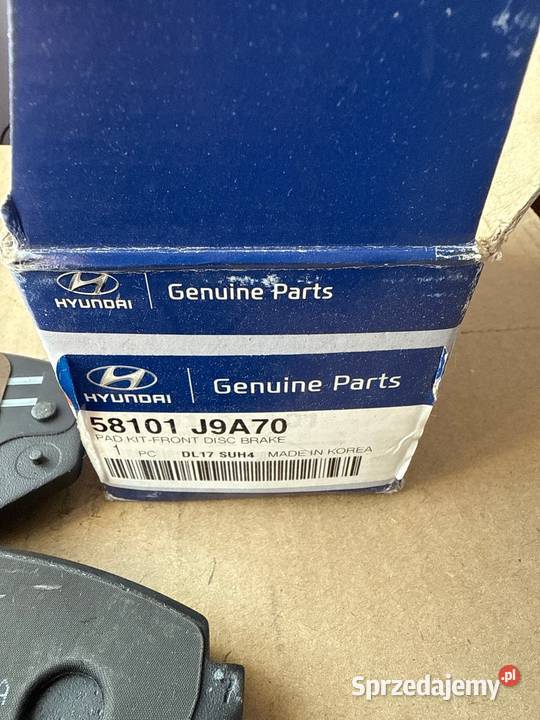 HYUNDAI
Genuine Parts
HYUNDAI
Genuine Parts
58101 J9A70
PAD KIT-FRONT DISC BRAKE
1 PC DL17 SUH4 MADE IN KOREA
Sprzedajemy.pl